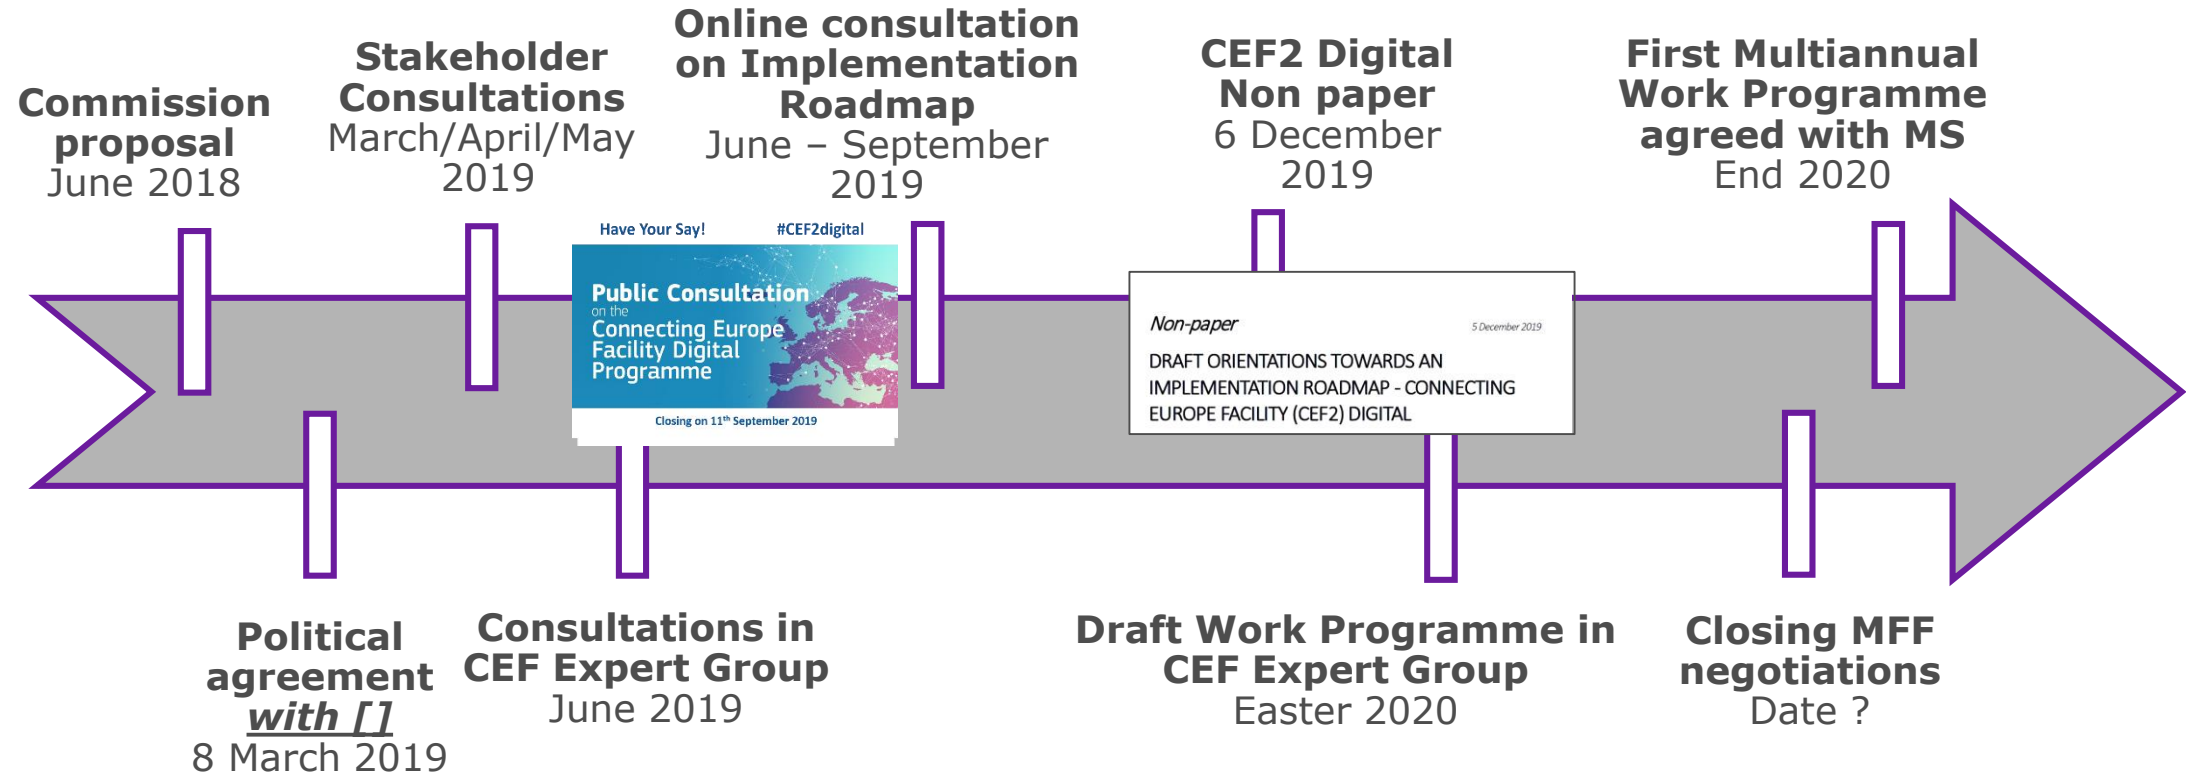 Commission
proposal
June 2018
Stakeholder
Consultations
March/April/May
2019
Online consultation
on Implementation
Roadmap
June – September
2019
CEF2 Digital
Non paper
6 December
2019
First Multiannual
Work Programme
agreed with MS
End 2020
Have Your Say! #CEF2digital
Public Consultation
on the
Connecting Europe
Facility Digital
Programme
Closing on 11th September 2019
Non-paper 5 December 2019
DRAFT ORIENTATIONS TOWARDS AN
IMPLEMENTATION ROADMAP - CONNECTING
EUROPE FACILITY (CEF2) DIGITAL
Political
agreement
with []
8 March 2019
Consultations in
CEF Expert Group
June 2019
Draft Work Programme in
CEF Expert Group
Easter 2020
Closing MFF
negotiations
Date ?